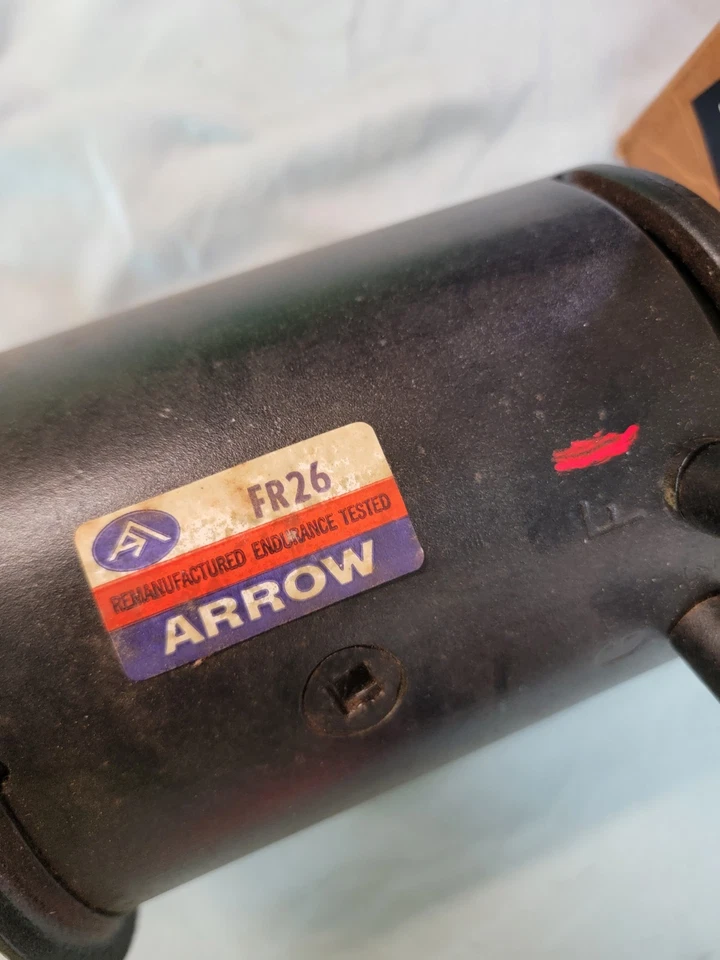 FR26
REMANUFACTURED ENDURANCE TESTED
ARROW
F